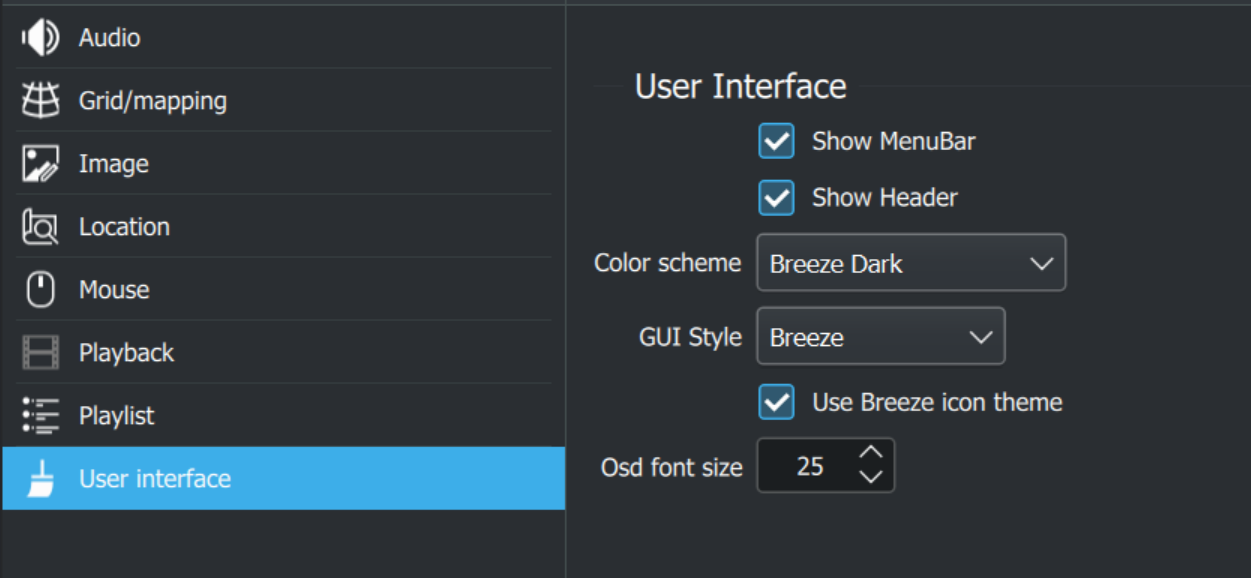 Audio
Grid/mapping
Image
Location
Mouse
Playback
Playlist
User interface
User Interface
Show MenuBar
Show Header
Color scheme Breeze Dark
GUI Style Breeze
Use Breeze icon theme
Osd font size 25